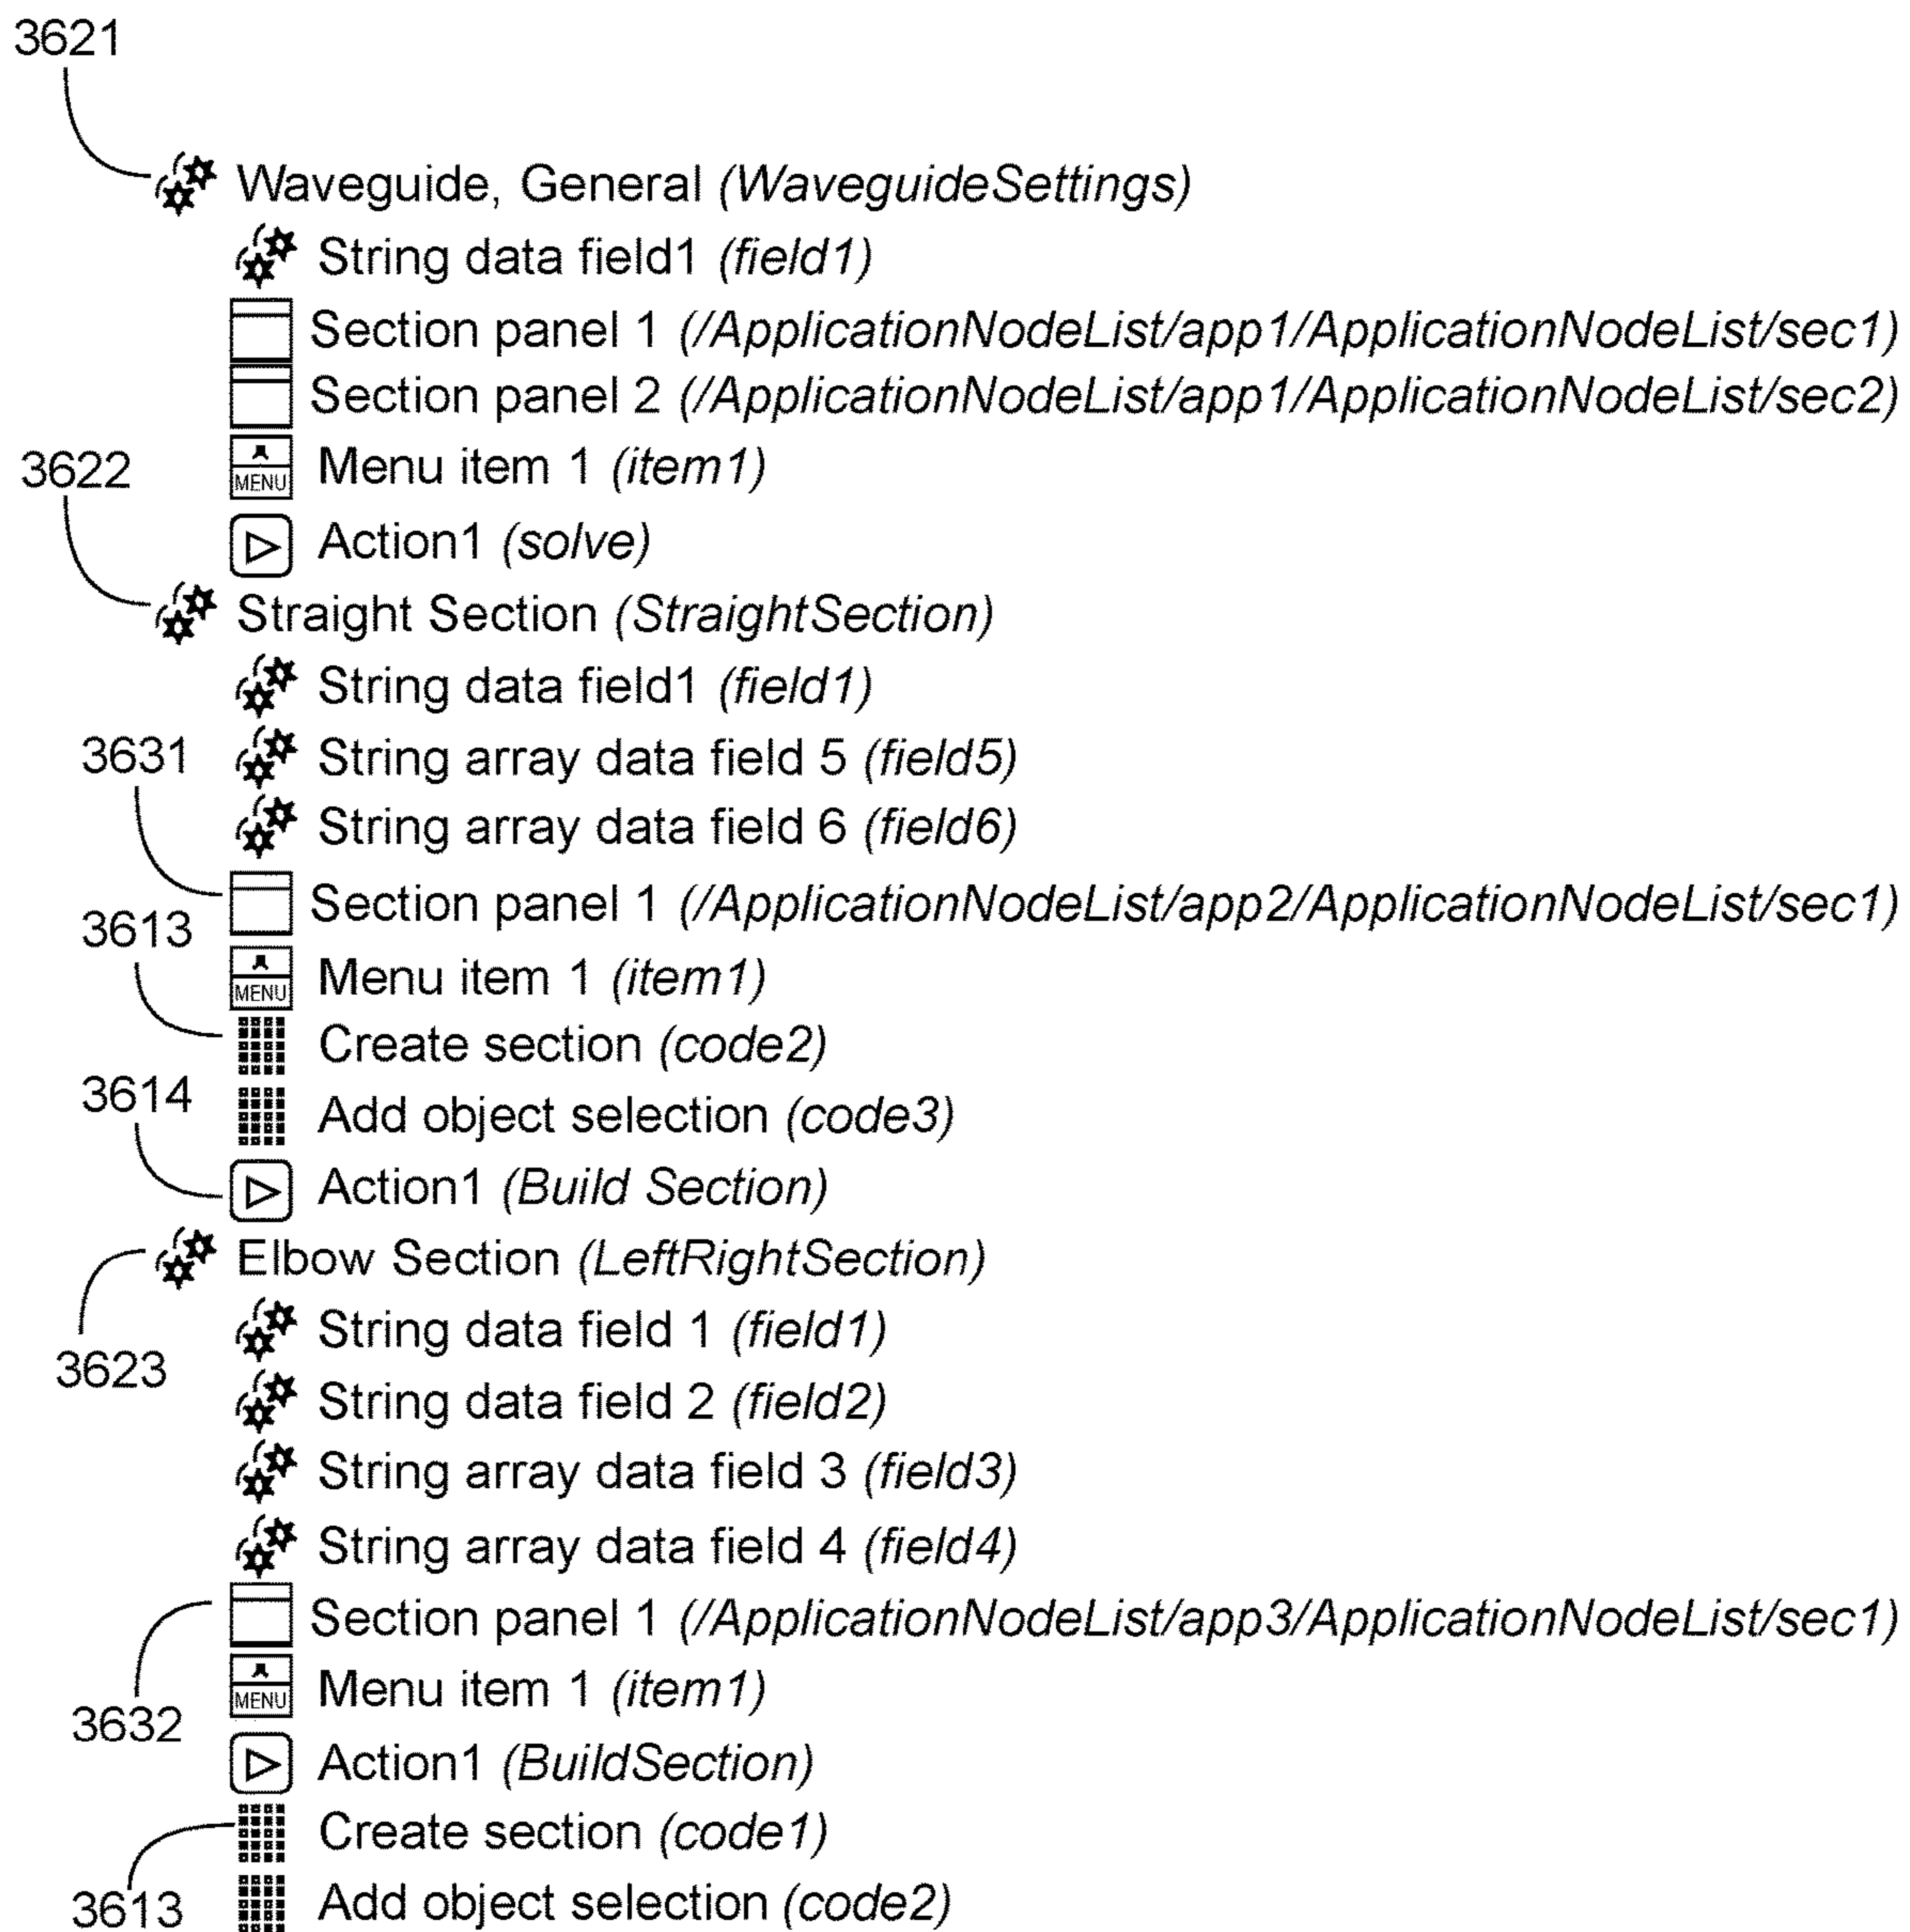 3621
Waveguide, General (WaveguideSettings)
String data field1 (field1)
Section panel 1 (/ApplicationNodeList/app1/ApplicationNodeList/sec1)
Section panel 2 (/ApplicationNodeList/app1/ApplicationNodeList/sec2)
3622
MENU Menu item 1 (item1)
Action1 (solve)
Straight Section (StraightSection)
String data field1 (field1)
3631 String array data field 5 (field5)
String array data field 6 (field6)
Section panel 1 (/ApplicationNodeList/app2/ApplicationNodeList/sec1)
3613
MENU Menu item 1 (item1)
Create section (code2)
3614 Add object selection (code3)
Action1 (Build Section)
Elbow Section (LeftRightSection)
String data field 1 (field1)
3623
String data field 2 (field2)
String array data field 3 (field3)
String array data field 4 (field4)
Section panel 1 (/ApplicationNodeList/app3/ApplicationNodeList/sec1)
MENU Menu item 1 (item1)
3632
Action1 (BuildSection)
Create section (code1)
3613 Add object selection (code2)